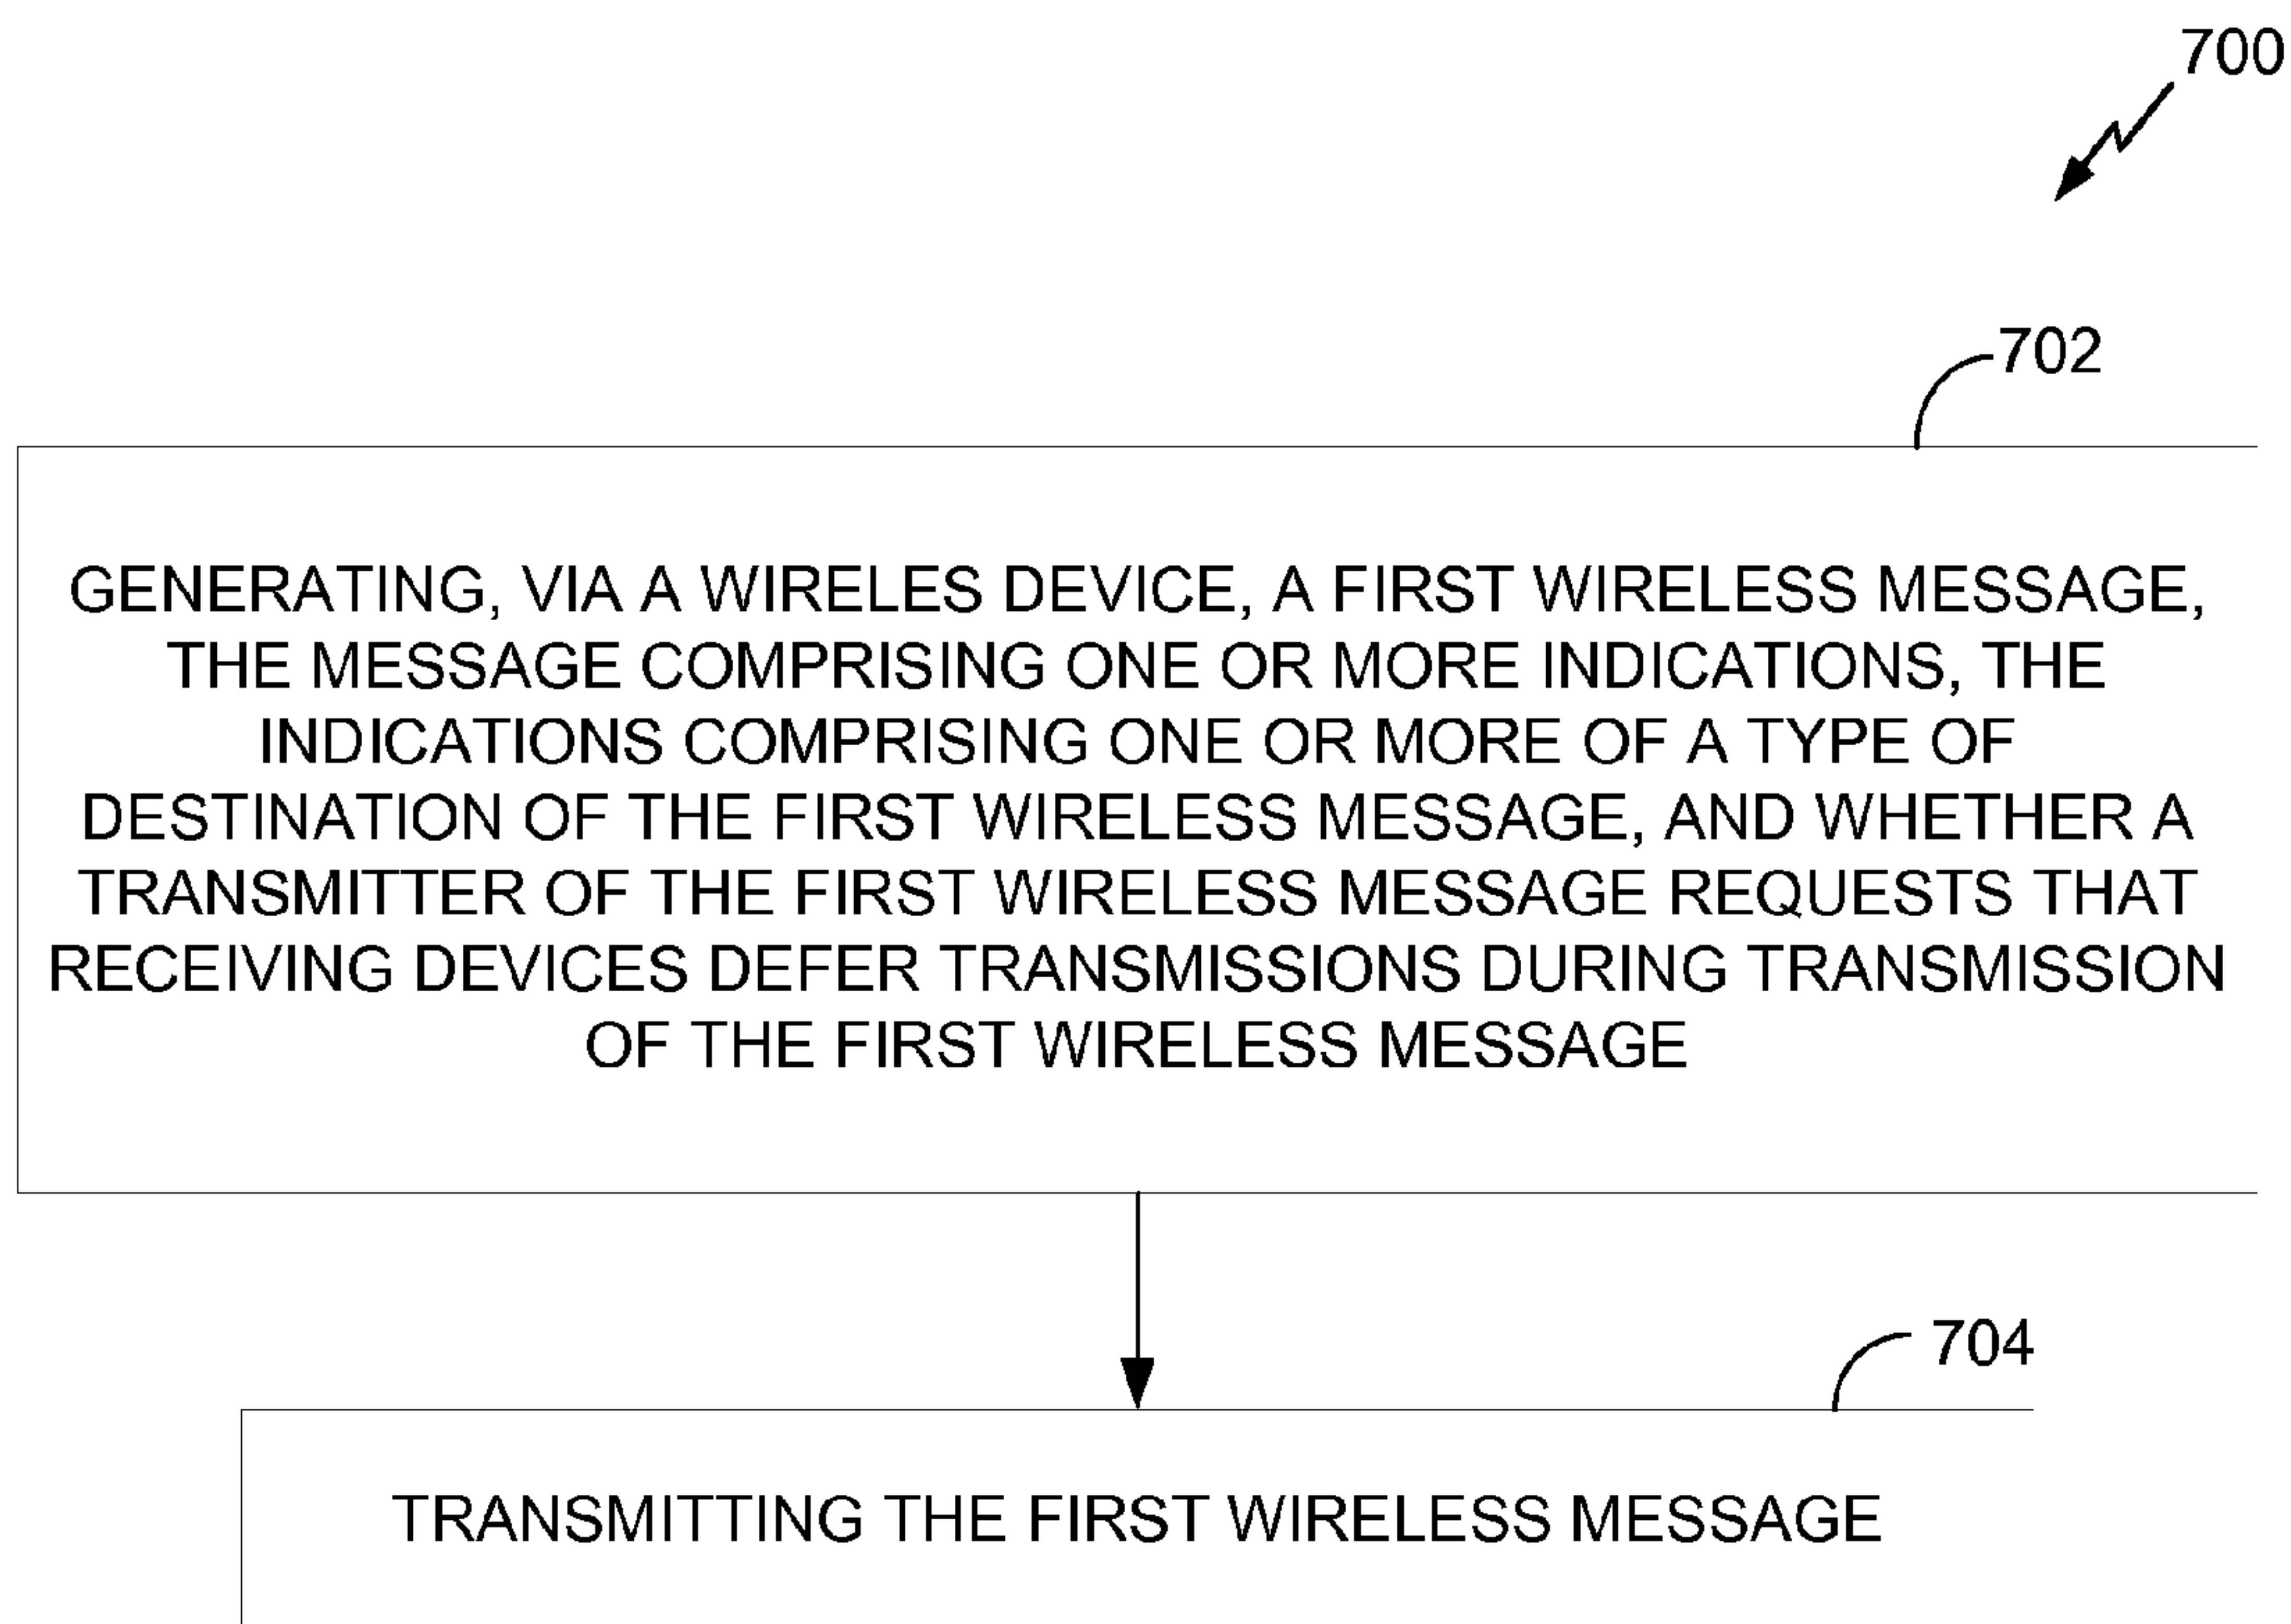 700
702
GENERATING, VIA A WIRELES DEVICE, A FIRST WIRELESS MESSAGE,
THE MESSAGE COMPRISING ONE OR MORE INDICATIONS, THE
INDICATIONS COMPRISING ONE OR MORE OF A TYPE OF
DESTINATION OF THE FIRST WIRELESS MESSAGE, AND WHETHER A
TRANSMITTER OF THE FIRST WIRELESS MESSAGE REQUESTS THAT
RECEIVING DEVICES DEFER TRANSMISSIONS DURING TRANSMISSION
OF THE FIRST WIRELESS MESSAGE
704
TRANSMITTING THE FIRST WIRELESS MESSAGE